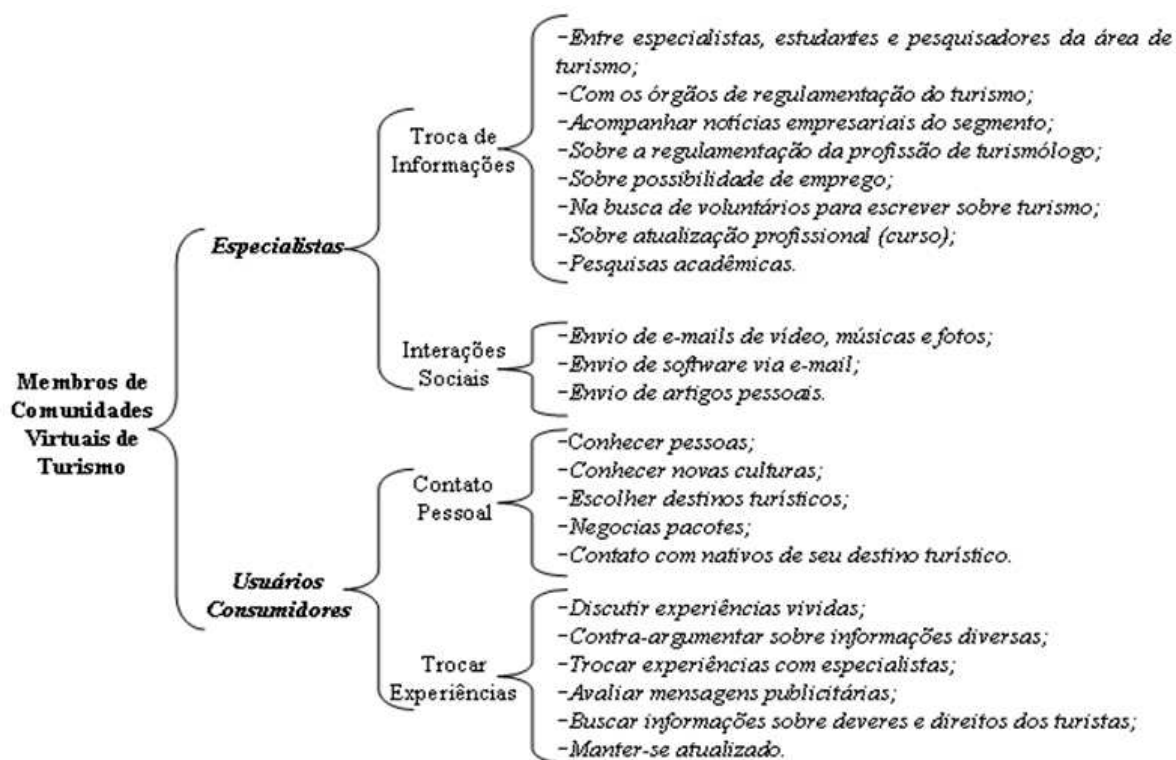 Membros de
Comunidades
Virtuais de
Turismo
Especialistas
Troca de
Informações
-Entre especialistas, estudantes e pesquisadores da área de
turismo;
-Com os órgãos de regulamentação do turismo;
-Acompanhar notícias empresariais do segmento;
-Sobre a regulamentação da profissão de turismólogo;
-Sobre possibilidade de emprego;
-Na busca de voluntários para escrever sobre turismo;
-Sobre atualização profissional (curso);
-Pesquisas acadêmicas.
Interações
Sociais
-Envio de e-mails de vídeo, músicas e fotos;
-Envio de software via e-mail;
-Envio de artigos pessoais.
Usuários
Consumidores
Contato
Pessoal
-Conhecer pessoas;
-Conhecer novas culturas;
-Escolher destinos turísticos;
-Negocias pacotes;
-Contato com nativos de seu destino turístico.
Trocar
Experiências
-Discutir experiências vividas;
-Contra-argumentar sobre informações diversas;
-Trocar experiências com especialistas;
-Avaliar mensagens publicitárias;
-Buscar informações sobre deveres e direitos dos turistas;
-Manter-se atualizado.